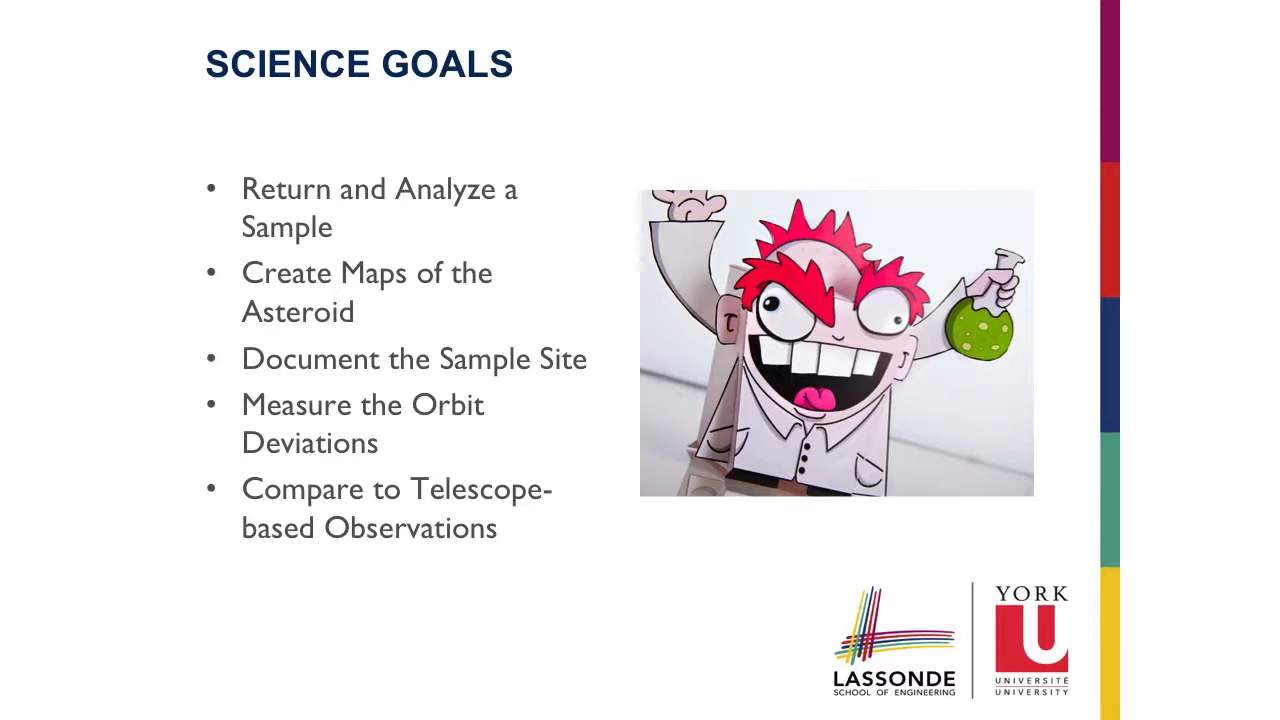 SCIENCE GOALS
• Return and Analyze a
Sample
• Create Maps of the
Asteroid
• Document the Sample Site
• Measure the Orbit
Deviations
• Compare to Telescope-
based Observations
LASSONDE
SCHOOL OF ENGINEERING
YORK
U
UNIVERSITÉ
UNIVERSITY